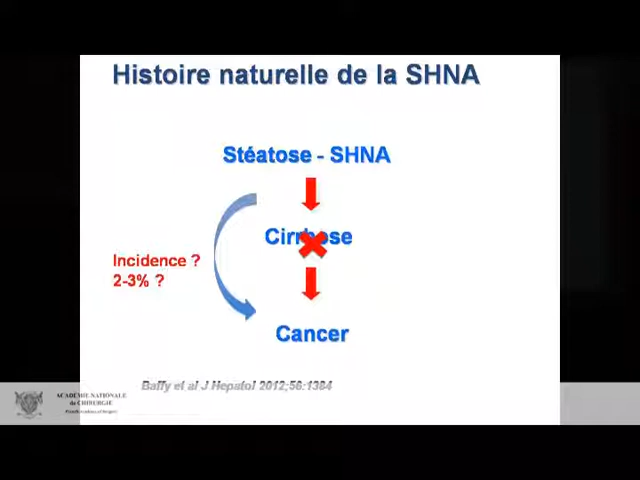 Histoire naturelle de la SHNA
Stéatose - SHNA
Cirrhose
Incidence ?
2-3% ?
Cancer
Baffy et al J Hepatol 2012;56:1384
ACADÉMIE NATIONALE
de CHIRURGIE